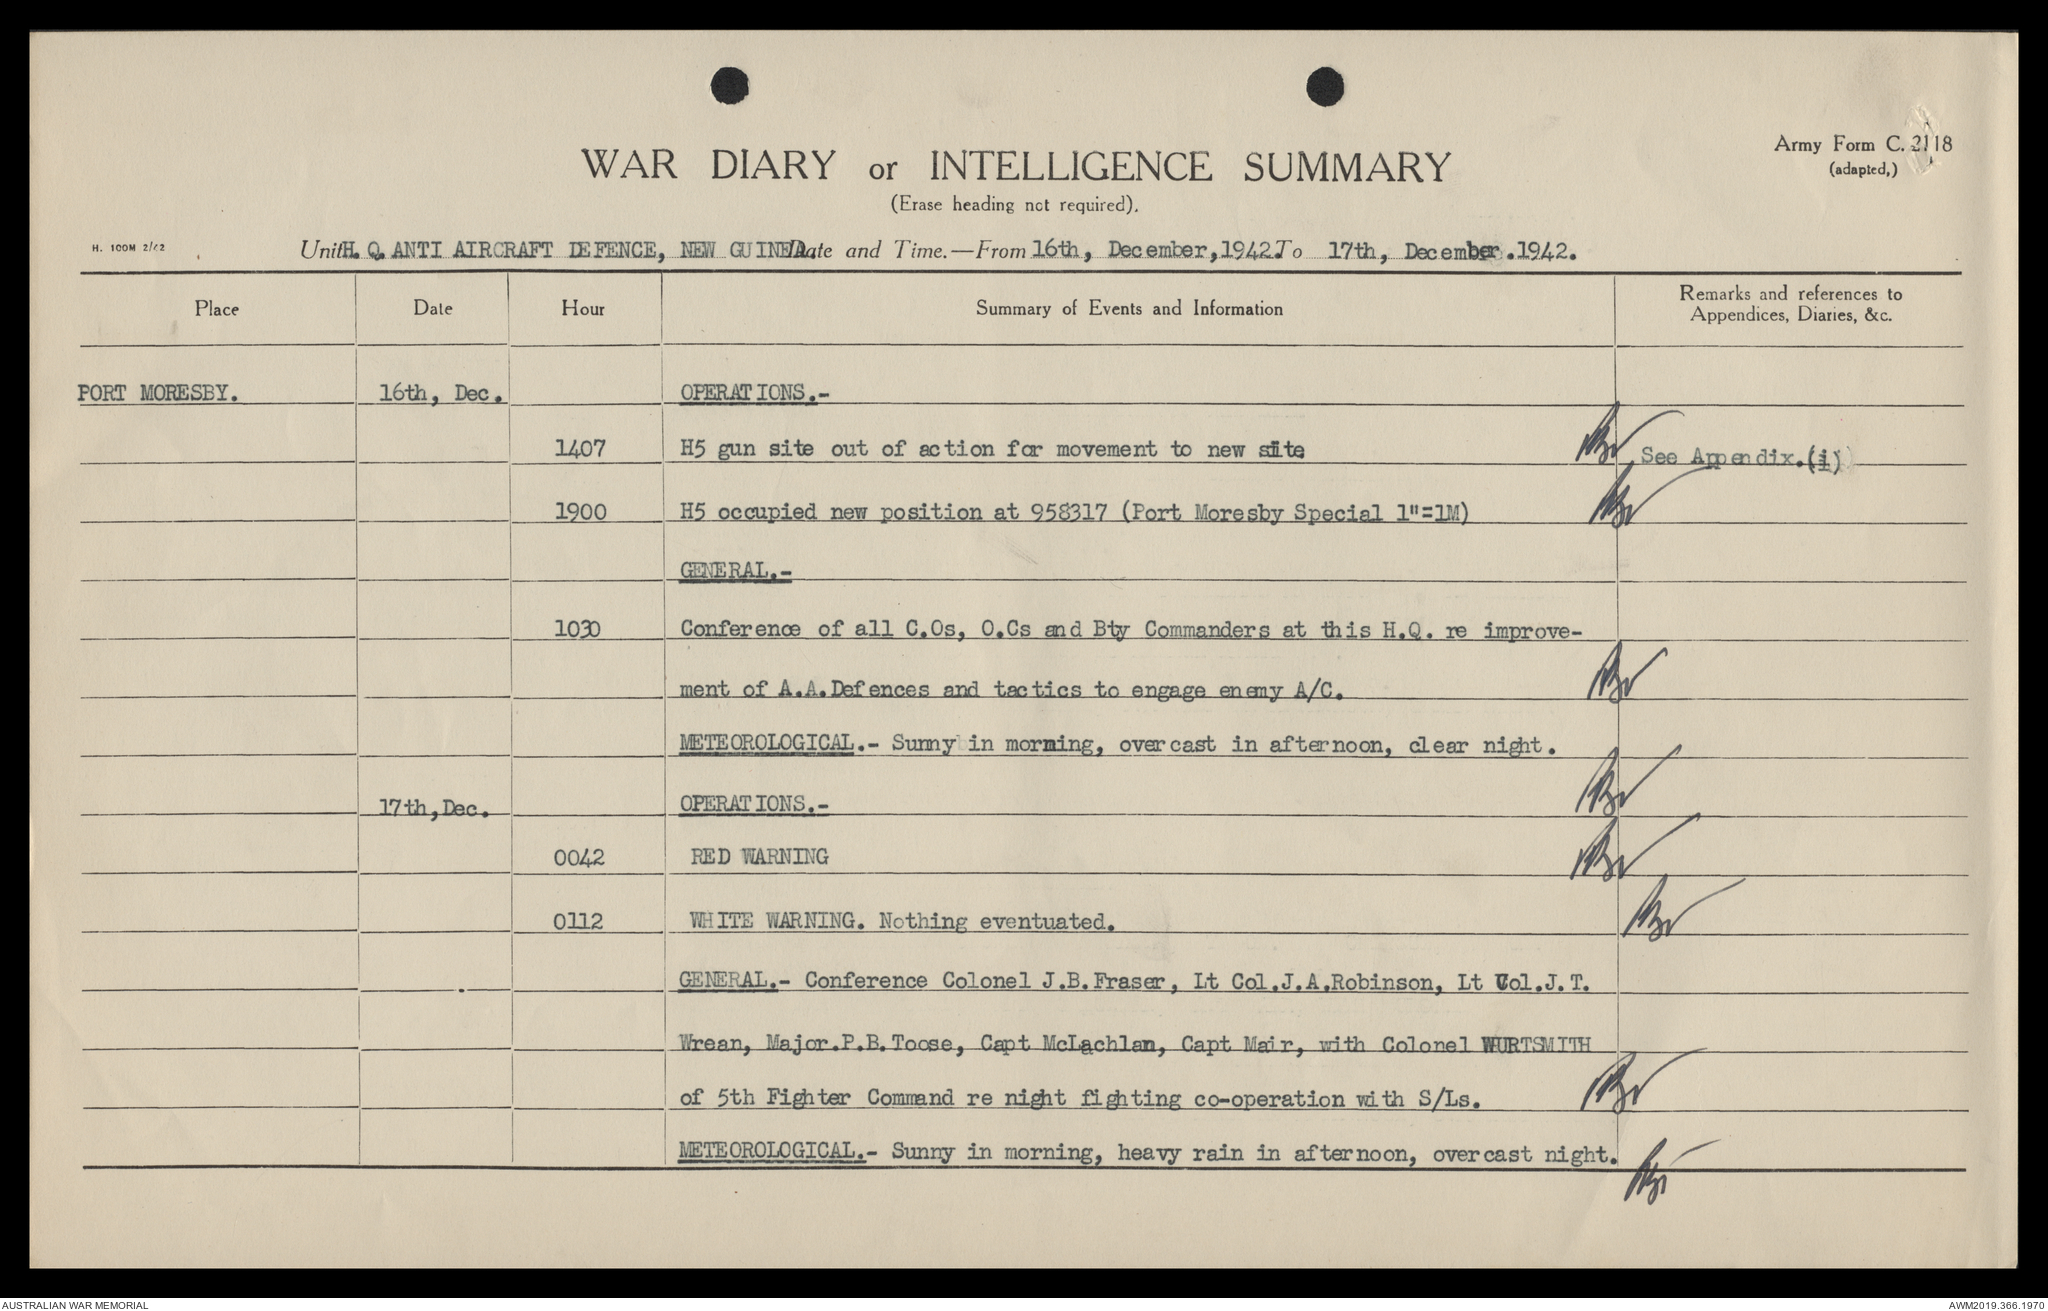 Army Form C. 2118
(adapted,)
WAR DIARY or INTELLIGENCE SUMMARY
(Erase heading not required).
H. 100M 2/42
Unit H. Q. ANTI AIRCRAFT DEFENCE, NEW GUINEA. Date and Time.—From 16th, December, 1942. To 17th, December. 1942.
Place Date Hour Summary of Events and Information Remarks and references to
Appendices, Diaries, &c.
PORT MORESBY. 16th, Dec. OPERATIONS.-
1407 H5 gun site out of action for movement to new site See Appendix.(i)
1900 H5 occupied new position at 958317 (Port Moresby Special 1"=1M)
GENERAL.-
1030 Conference of all C.Os, O.Cs and Bty Commanders at this H.Q. re improve-
ment of A.A.Defences and tactics to engage enemy A/C.
METEOROLOGICAL.- Sunny in morning, overcast in afternoon, clear night.
17th,Dec. OPERATIONS.-
0042 RED WARNING
0112 WHITE WARNING. Nothing eventuated.
GENERAL.- Conference Colonel J.B.Fraser, Lt Col.J.A.Robinson, Lt Col.J.T.
Wrean, Major.P.B.Toose, Capt McLachlan, Capt Mair, with Colonel WURTSMITH
of 5th Fighter Command re night fighting co-operation with S/Ls.
METEOROLOGICAL.- Sunny in morning, heavy rain in afternoon, overcast night.
AUSTRALIAN WAR MEMORIAL AWM2019.366.1970